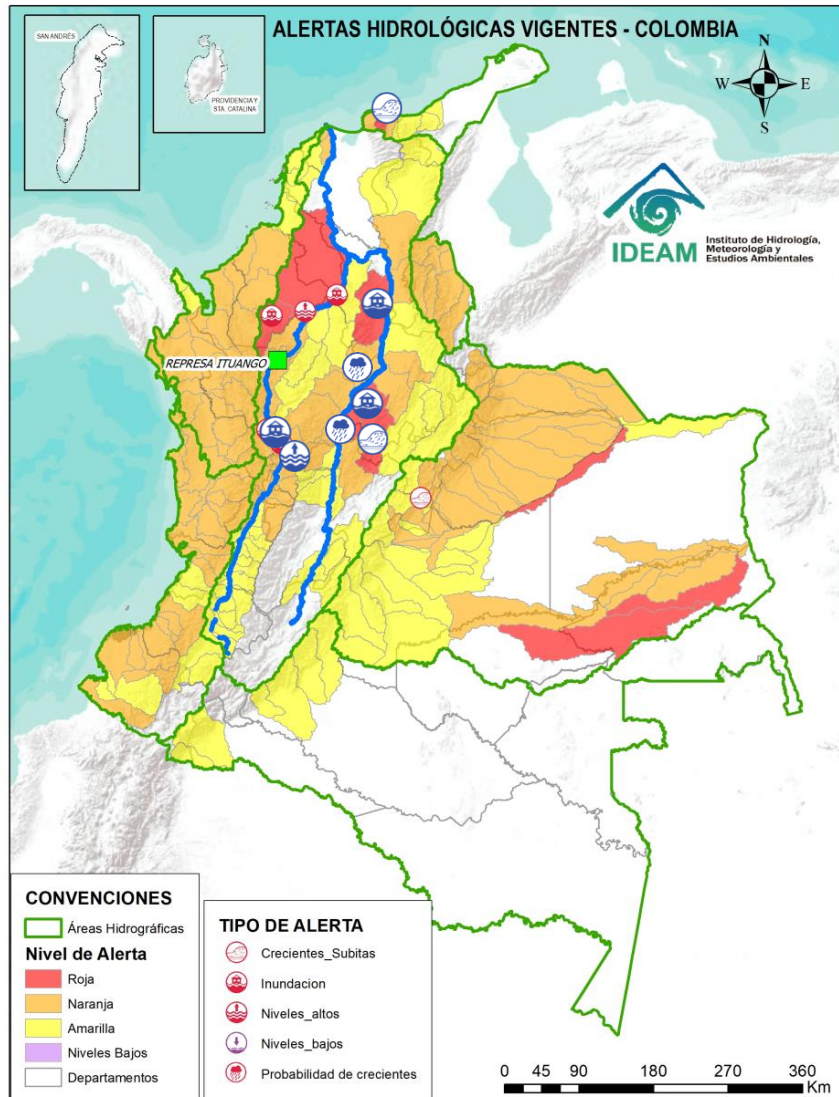 ALERTAS HIDROLÓGICAS VIGENTES - COLOMBIA
SAN ANDRÉS
PROVIDENCIA Y
STA. CATALINA
N
W
E
S
IDEAM
Instituto de Hidrología,
Meteorología y
Estudios Ambientales
REPRESA ITUANGO
CONVENCIONES
Áreas Hidrográficas
Nivel de Alerta
Roja
Naranja
Amarilla
Niveles Bajos
Departamentos
TIPO DE ALERTA
Crecientes_Subitas
Inundacion
Niveles_altos
Niveles_bajos
Probabilidad de crecientes
0 45 90 180 270 360
Km